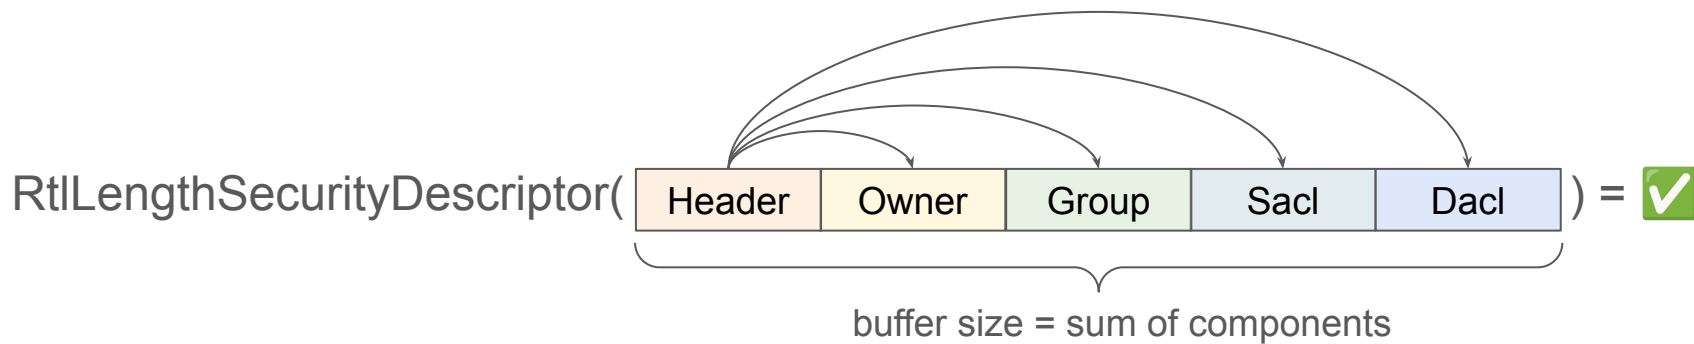 RtlLengthSecurityDescriptor( Header Owner Group Sacl Dacl ) = ✅
buffer size = sum of components